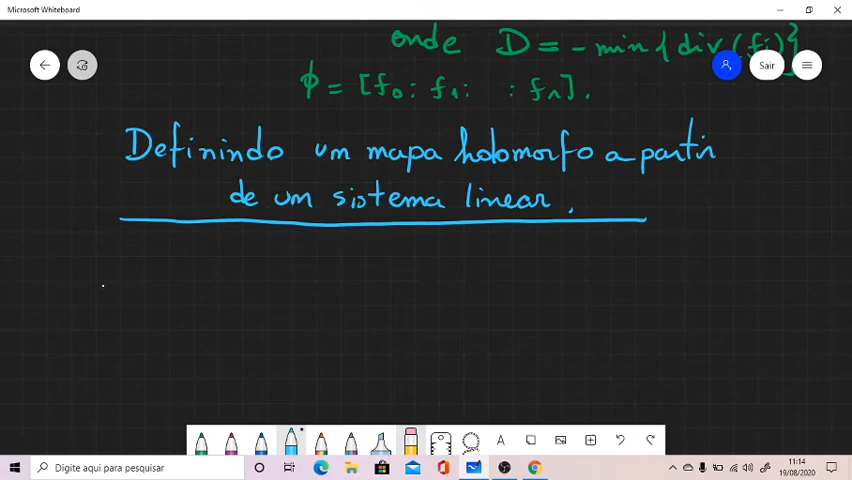 Microsoft Whiteboard
onde D = - min { div (fi) }
Sair
ϕ = [f₀ : f₁ : : fₙ].
Definindo um mapa holomorfo a partir
de um sistema linear.
Digite aqui para pesquisar
11:14
19/08/2020